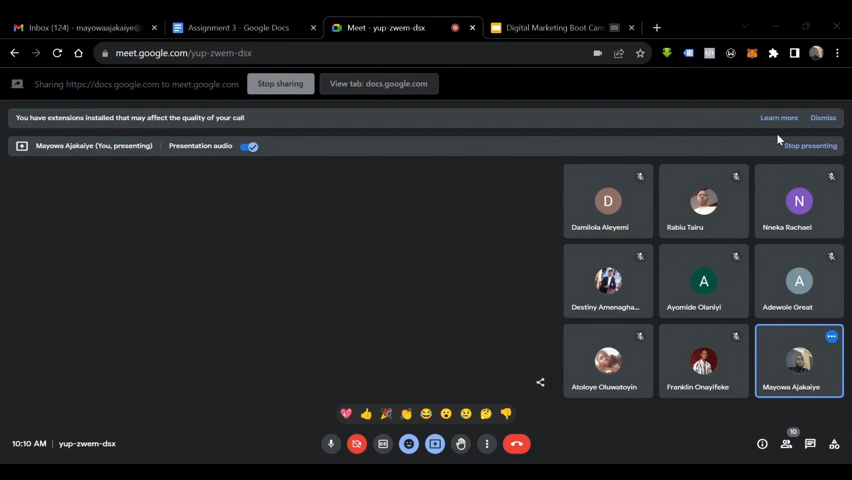 Inbox (124) - mayowaajakaiye@
Assignment 3 - Google Docs
Meet - yup-zwem-dsx
Digital Marketing Boot Cam
meet.google.com/yup-zwem-dsx
Sharing https://docs.google.com to meet.google.com
Stop sharing
View tab: docs.google.com
You have extensions installed that may affect the quality of your call
Learn more
Dismiss
Mayowa Ajakaiye (You, presenting)
Presentation audio
Stop presenting
D
N
Damilola Aleyemi
Rabiu Tairu
Nneka Rachael
A
A
Destiny Amenagha...
Ayomide Olaniyi
Adewole Great
Atoloye Oluwatoyin
Franklin Onayifeke
Mayowa Ajakaiye
10:10 AM | yup-zwem-dsx
10